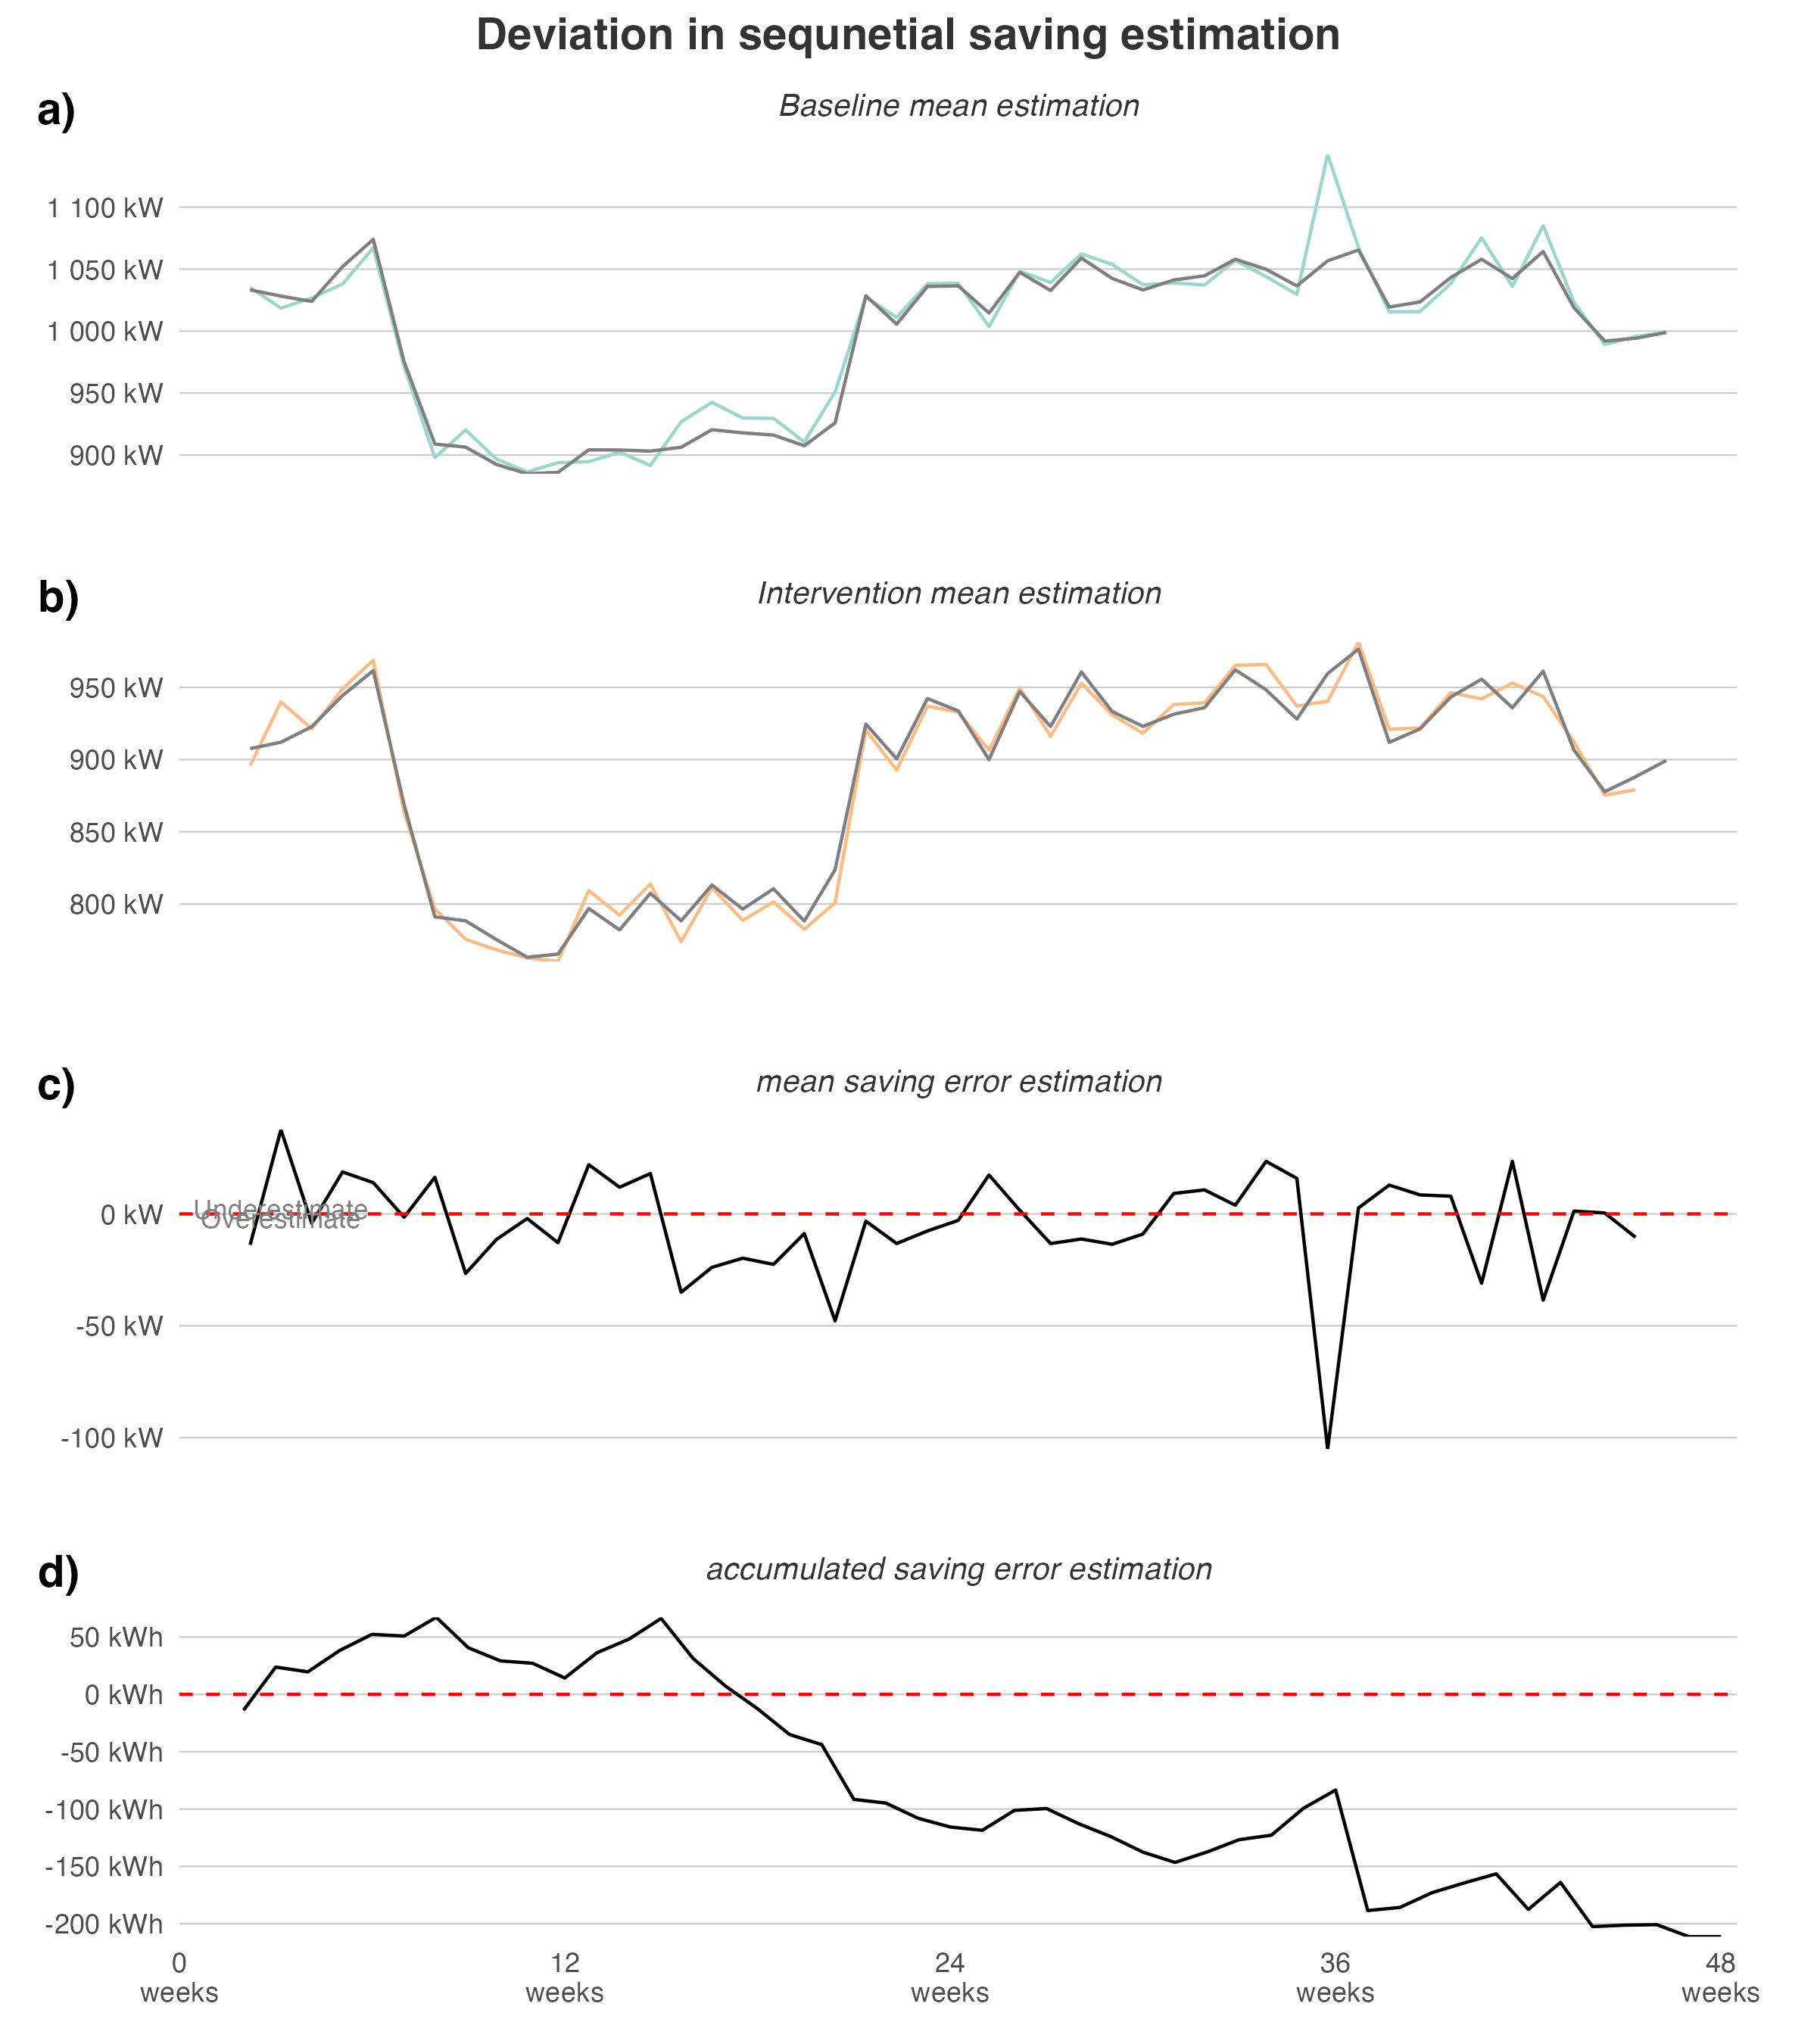 Deviation in sequnetial saving estimation
a)
Baseline mean estimation
1 100 kW
1 050 kW
1 000 kW
950 kW
900 kW
b)
Intervention mean estimation
950 kW
900 kW
850 kW
800 kW
c)
mean saving error estimation
Underestimate
Overestimate
0 kW
-50 kW
-100 kW
d)
accumulated saving error estimation
50 kWh
0 kWh
-50 kWh
-100 kWh
-150 kWh
-200 kWh
0 12 24 36 48
weeks weeks weeks weeks weeks